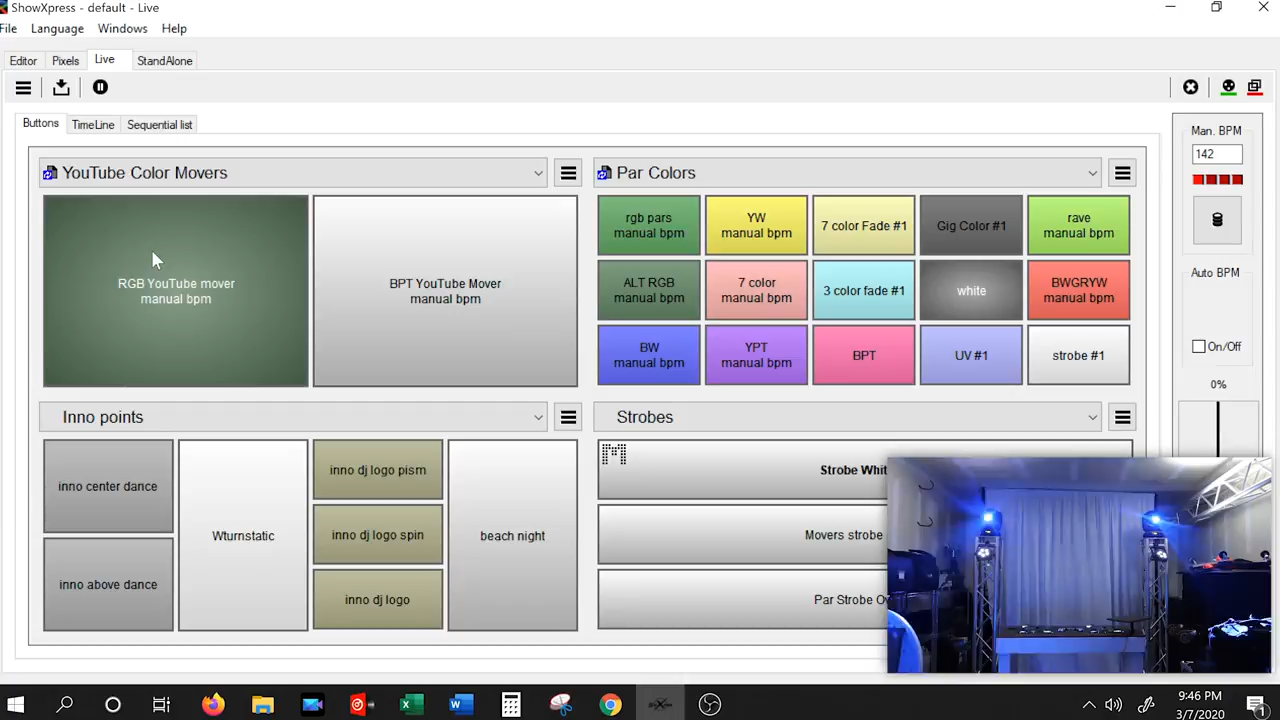 ShowXpress - default - Live
File Language Windows Help
Editor Pixels Live StandAlone
Buttons TimeLine Sequential list
YouTube Color Movers
RGB YouTube mover
manual bpm
BPT YouTube Mover
manual bpm
Par Colors
rgb pars
manual bpm
YW
manual bpm
7 color Fade #1
Gig Color #1
rave
manual bpm
ALT RGB
manual bpm
7 color
manual bpm
3 color fade #1
white
BWGRYW
manual bpm
BW
manual bpm
YPT
manual bpm
BPT
UV #1
strobe #1
Inno points
inno center dance
inno above dance
Wturnstatic
inno dj logo pism
inno dj logo spin
inno dj logo
beach night
Strobes
M
Strobe Whit
Movers strobe
Par Strobe O
Man. BPM
142
Auto BPM
On/Off
0%
9:46 PM
3/7/2020
1